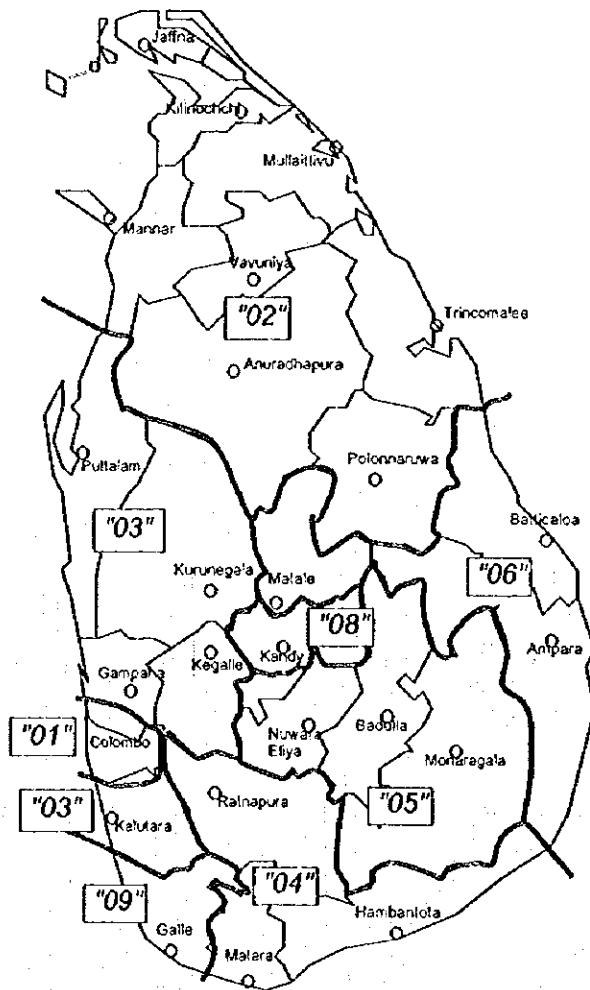 Jaffna
Kilinochchi
Mullaittivu
Mannar
Vavuniya
"02"
Trincomalee
Anuradhapura
Puttalam
Polonnaruwa
"03"
Batticaloa
Kurunegala
Matale
"06"
"08"
Kegalle
Kandy
Ampara
Gampaha
"01"
Colombo
Nuwara
Eliya
Badulla
Monaragala
"03"
Kalutara
Ratnapura
"05"
"04"
"09"
Hambantota
Galle
Matara